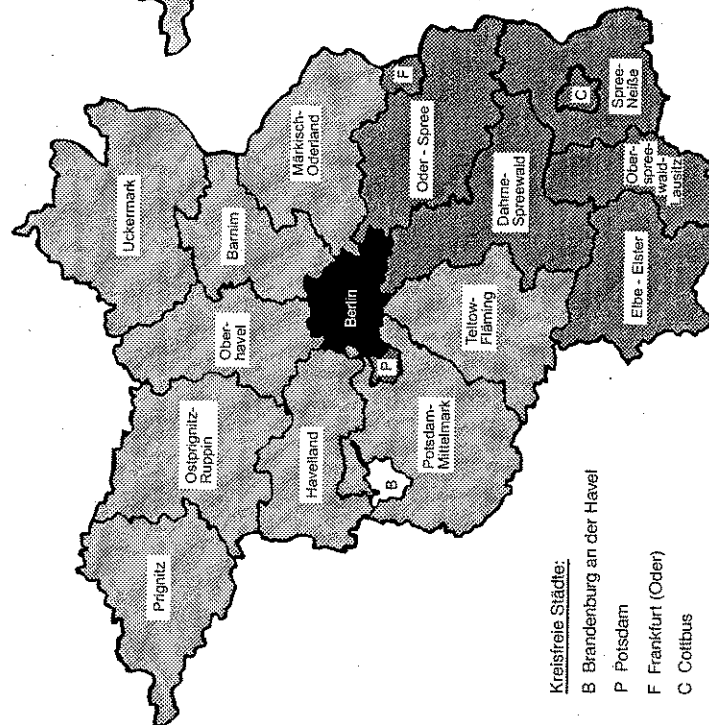 Prignitz
Ostprignitz-
Ruppin
Ober-
havel
Uckermark
Barnim
Märkisch-
Oderland
Havelland
Berlin
B
P
Potsdam-
Mittelmark
Teltow-
Fläming
Oder - Spree
F
Dahme-
Spreewald
C
Spree-
Neiße
Ober-
spree-
wald-
Lausitz
Elbe - Elster
Kreisfreie Städte:
B Brandenburg an der Havel
P Potsdam
F Frankfurt (Oder)
C Cottbus